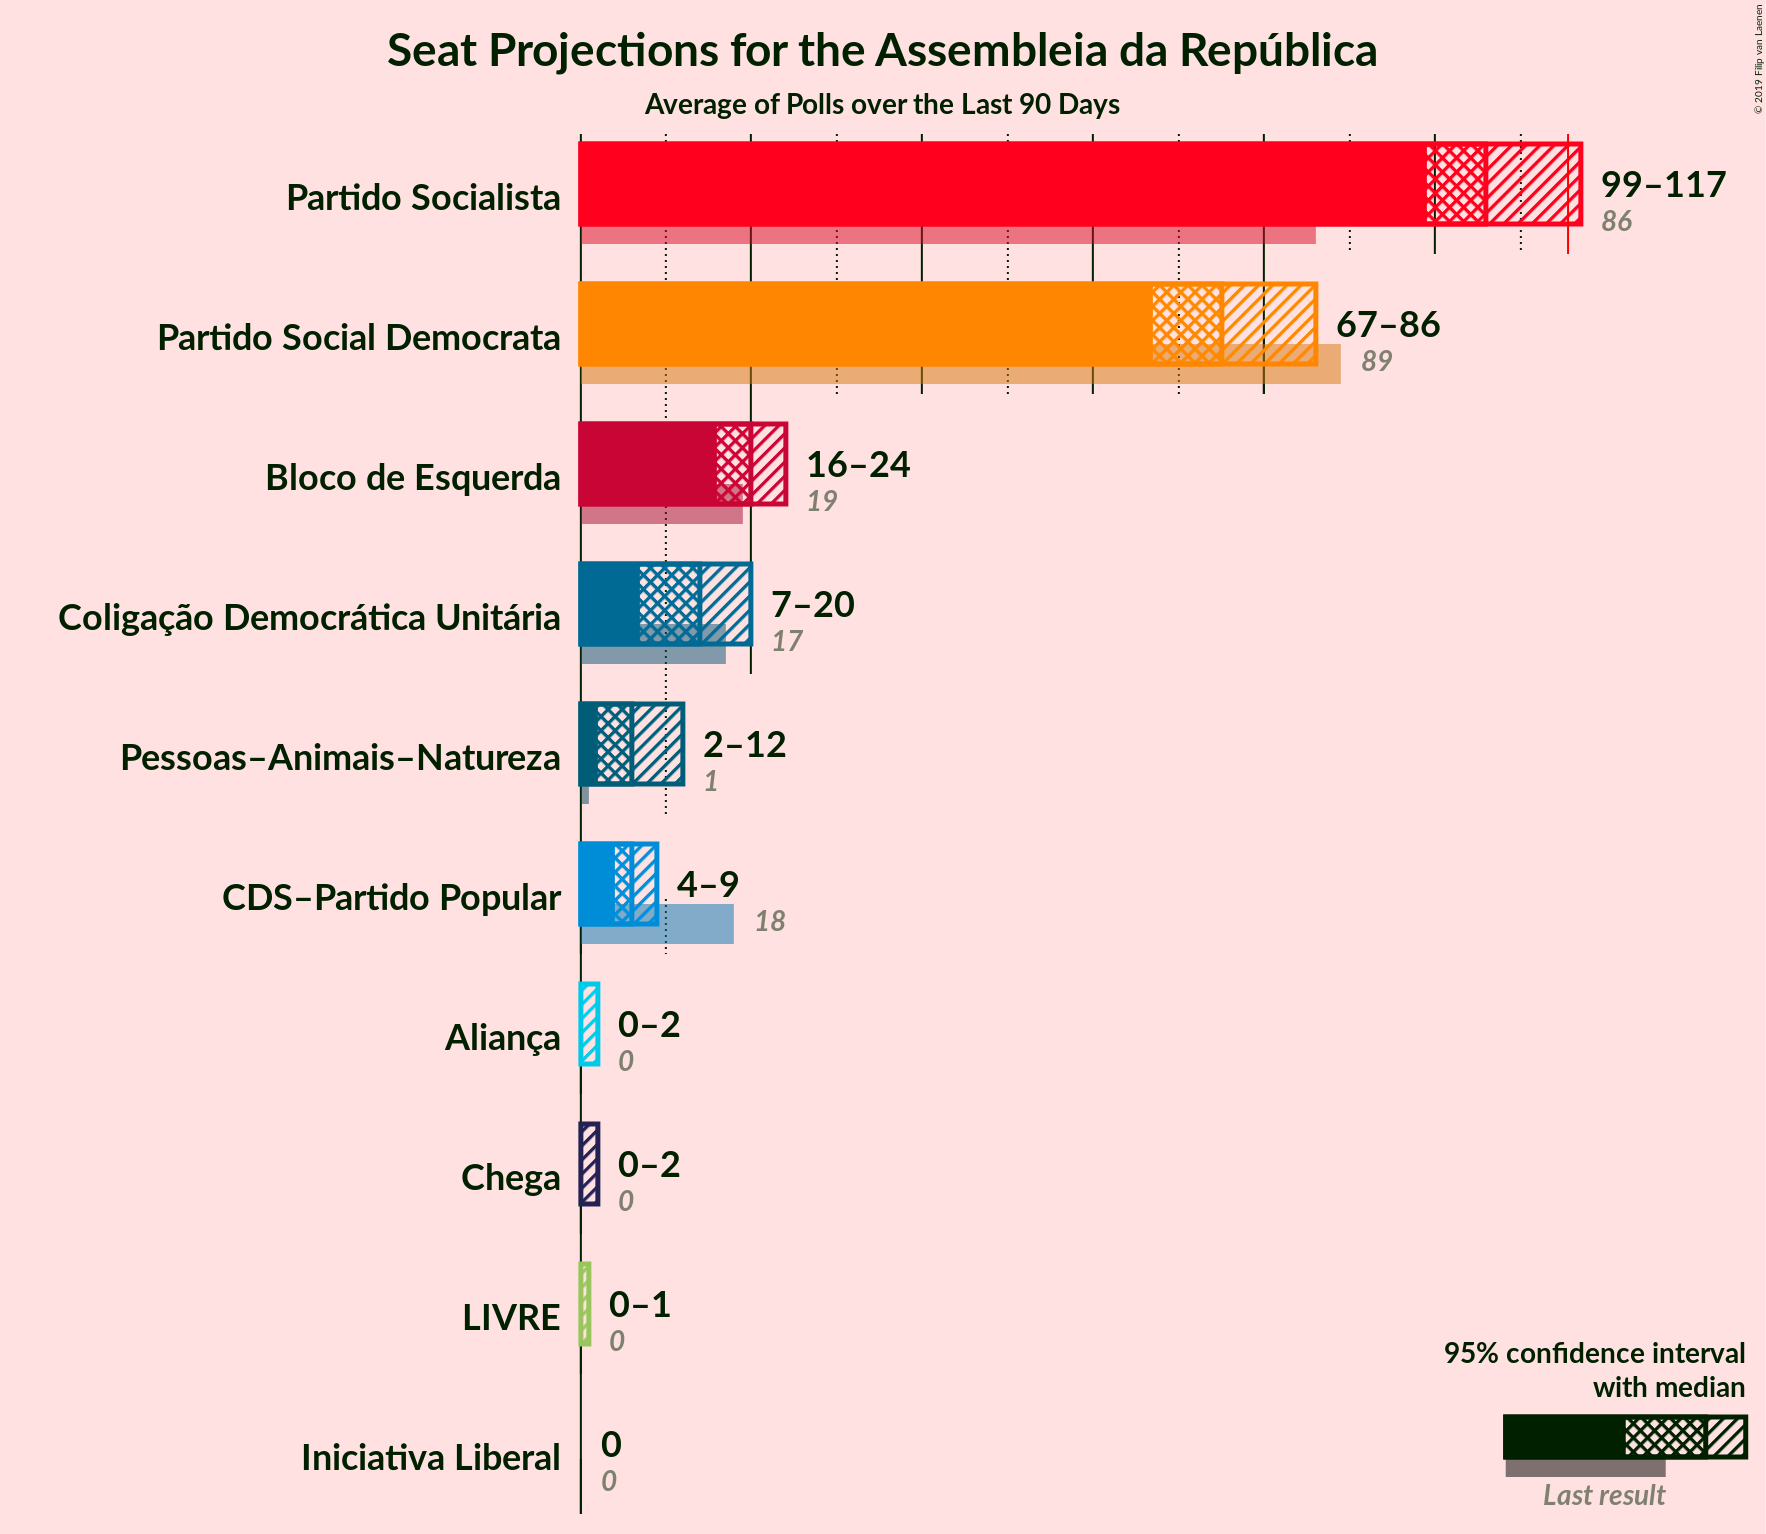 Seat Projections for the Assembleia da República
Average of Polls over the Last 90 Days
© 2019 Filip van Laenen
Partido Socialista
99–117
86
Partido Social Democrata
67–86
89
Bloco de Esquerda
16–24
19
Coligação Democrática Unitária
7–20
17
Pessoas–Animais–Natureza
2–12
1
CDS–Partido Popular
4–9
18
Aliança
0–2
0
Chega
0–2
0
LIVRE
0–1
0
Iniciativa Liberal
0
0
95% confidence interval
with median
Last result